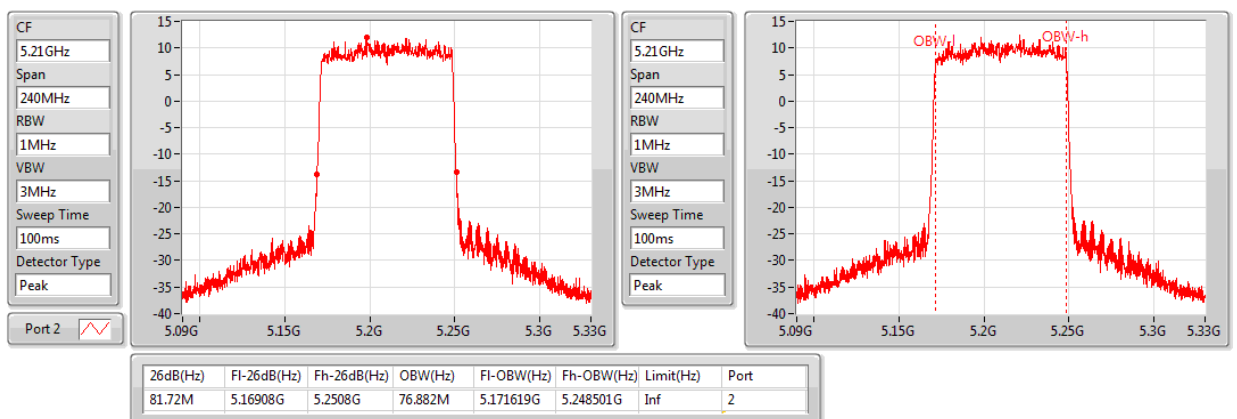 CF
5.21GHz
Span
240MHz
RBW
1MHz
VBW
3MHz
Sweep Time
100ms
Detector Type
Peak
Port 2
15
10
5
0
-5
-10
-15
-20
-25
-30
-35
-40
5.09G 5.15G 5.2G 5.25G 5.3G 5.33G
CF
5.21GHz
Span
240MHz
RBW
1MHz
VBW
3MHz
Sweep Time
100ms
Detector Type
Peak
15
10
5
0
-5
-10
-15
-20
-25
-30
-35
-40
OBW-l OBW-h
5.09G 5.15G 5.2G 5.25G 5.3G 5.33G
26dB(Hz) Fl-26dB(Hz) Fh-26dB(Hz) OBW(Hz) Fl-OBW(Hz) Fh-OBW(Hz) Limit(Hz) Port
81.72M 5.16908G 5.2508G 76.882M 5.171619G 5.248501G Inf 2